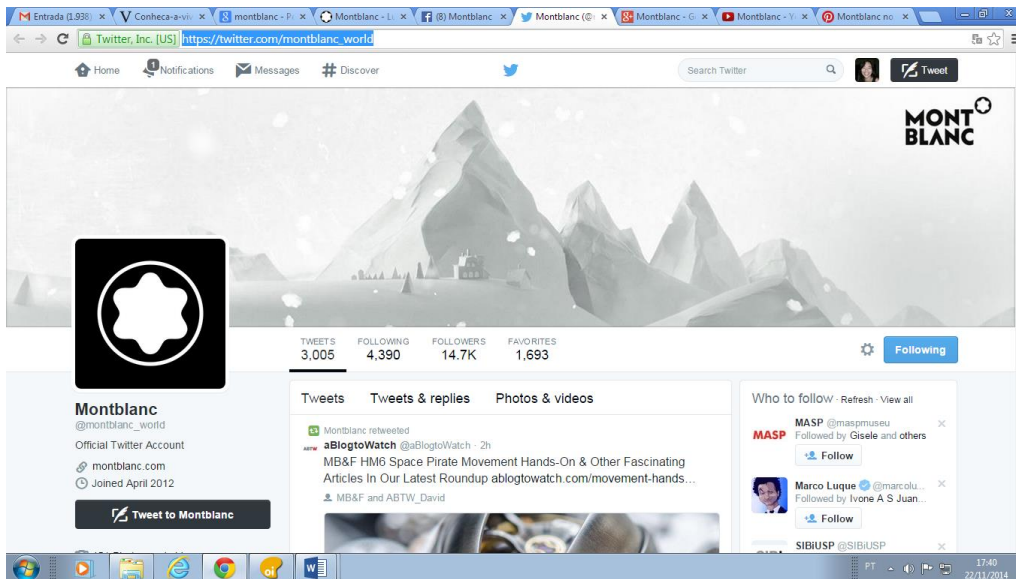 Entrada (1.938)
Conheca-a-viv
montblanc - P
Montblanc - L
(8) Montblanc
Montblanc (@
Montblanc - G
Montblanc - Y
Montblanc no
Twitter, Inc. [US] https://twitter.com/montblanc_world
Home
1
Notifications
Messages
Discover
Search Twitter
Tweet
MONT
BLANC
TWEETS FOLLOWING FOLLOWERS FAVORITES
3,005 4,390 14.7K 1,693
Following
Montblanc
@montblanc_world
Official Twitter Account
montblanc.com
Joined April 2012
Tweet to Montblanc
Tweets Tweets & replies Photos & videos
Montblanc retweeted
ABTW
aBlogtoWatch @aBlogtoWatch · 2h
MB&F HM6 Space Pirate Movement Hands-On & Other Fascinating
Articles In Our Latest Roundup ablogtowatch.com/movement-hands...
MB&F and ABTW_David
Who to follow · Refresh · View all
MASP
MASP @maspmuseu
Followed by Gisele and others
Follow
Marco Luque @marcolu...
Followed by Ivone A S Juan...
Follow
SIBiUSP @SIBiUSP
oi
W
PT
17:40
22/11/2014